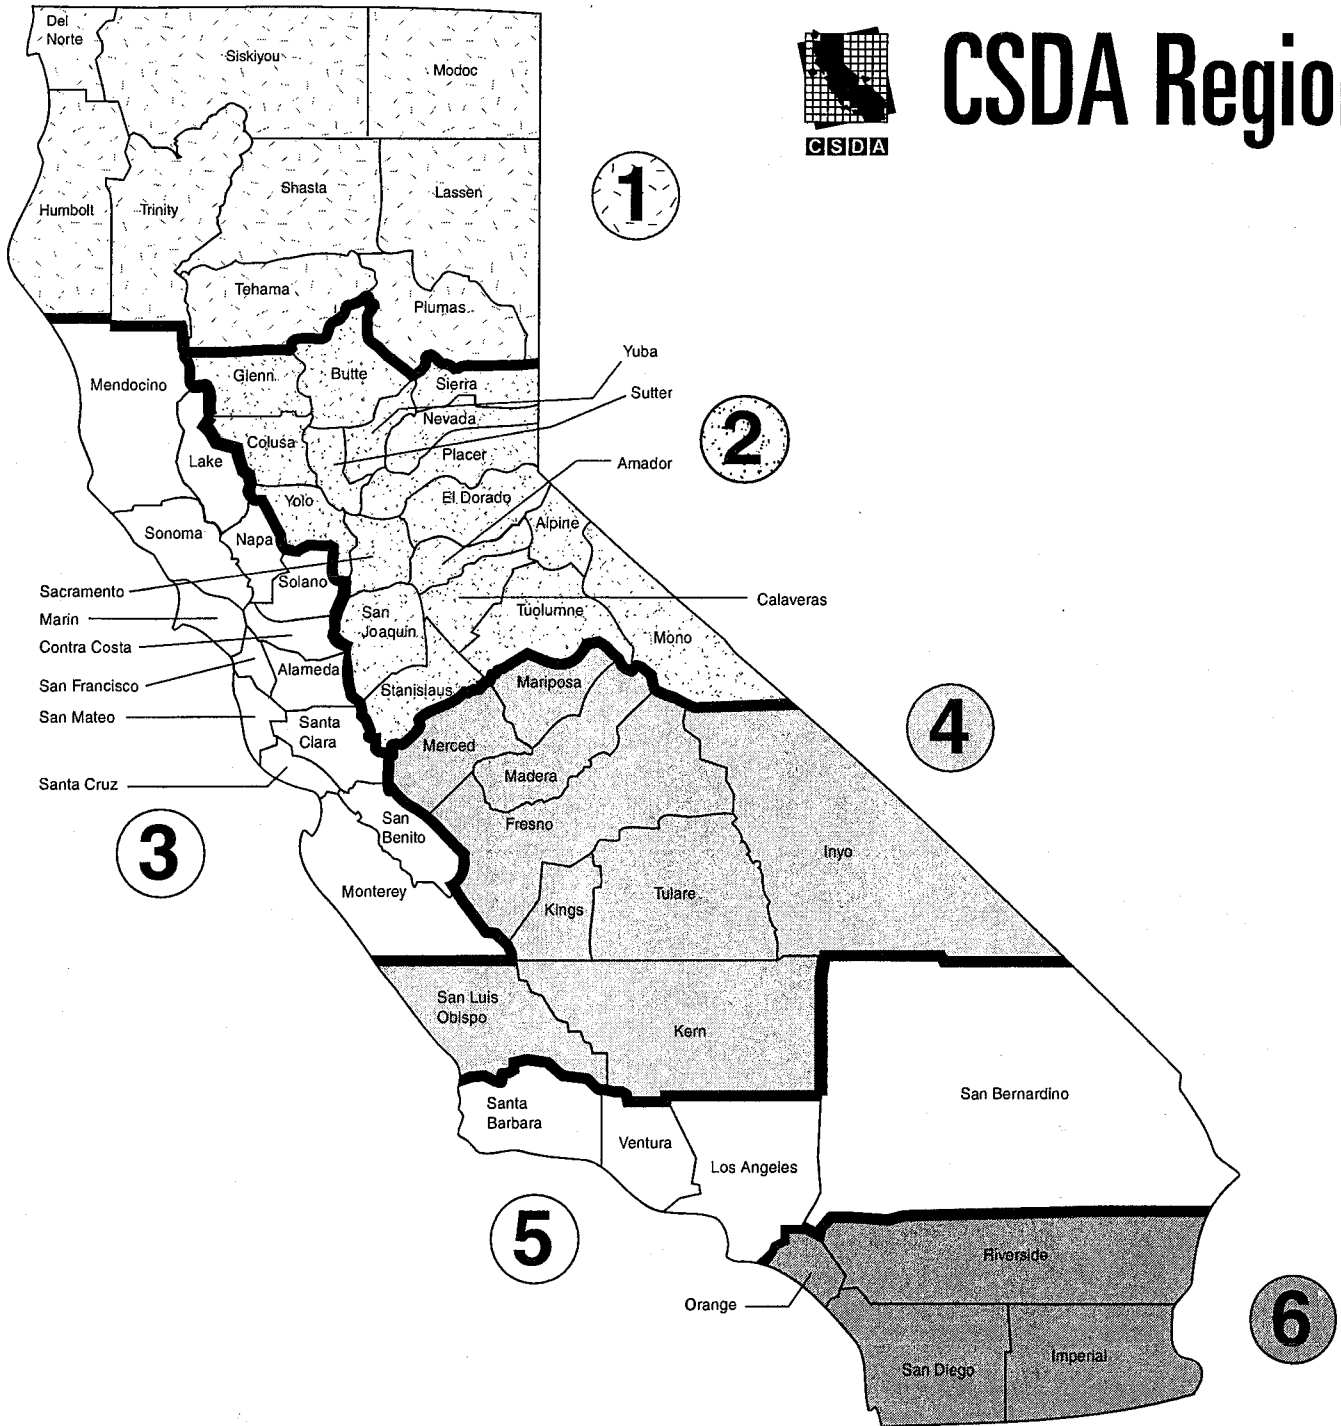 CSDA Regio
CSDA
Del
Norte
Siskiyou
Modoc
Humbolt
Trinity
Shasta
Lassen
1
Tehama
Plumas
Mendocino
Glenn
Butte
Sierra
Yuba
Sutter
Nevada
2
Colusa
Lake
Placer
Amador
Yolo
El Dorado
Sonoma
Napa
Alpine
Solano
Sacramento
Marin
Contra Costa
San Francisco
San Mateo
Santa Cruz
San
Joaquin
Tuolumne
Calaveras
Mono
Alameda
Stanislaus
Mariposa
Santa
Clara
Merced
4
Madera
3
San
Benito
Fresno
Inyo
Monterey
Kings
Tulare
San Luis
Obispo
Kern
Santa
Barbara
San Bernardino
Ventura
Los Angeles
5
Riverside
Orange
6
San Diego
Imperial